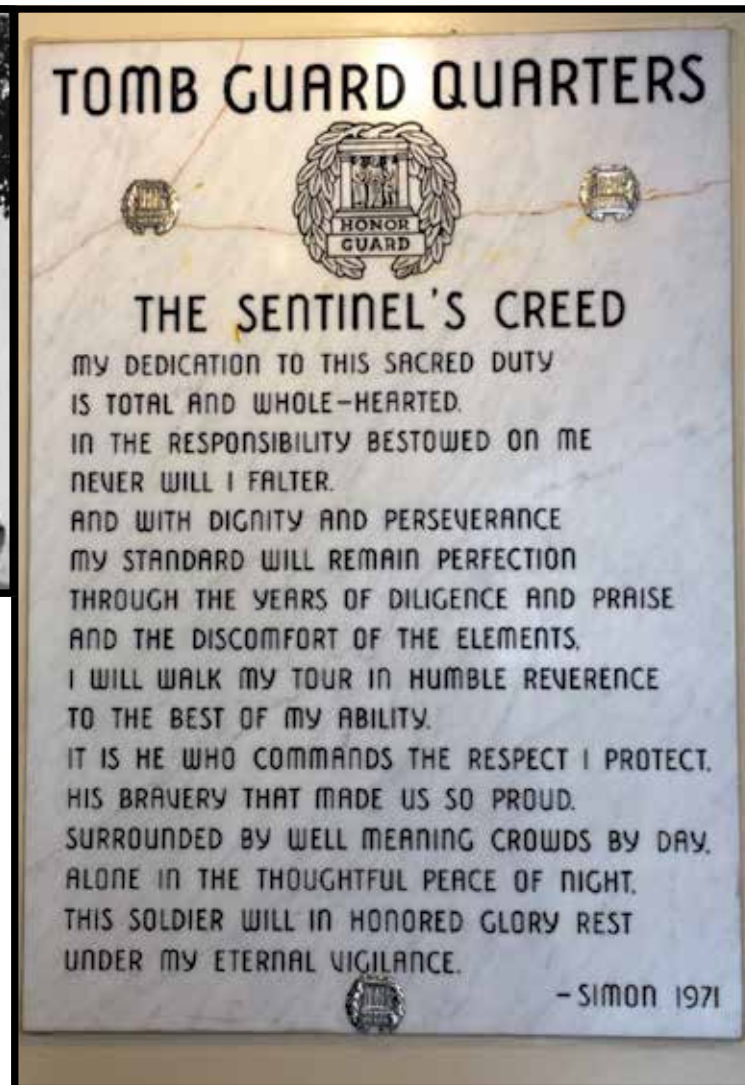 TOMB GUARD QUARTERS
HONOR
GUARD
THE SENTINEL'S CREED
MY DEDICATION TO THIS SACRED DUTY
IS TOTAL AND WHOLE-HEARTED.
IN THE RESPONSIBILITY BESTOWED ON ME
NEVER WILL I FALTER.
AND WITH DIGNITY AND PERSEVERANCE
MY STANDARD WILL REMAIN PERFECTION
THROUGH THE YEARS OF DILIGENCE AND PRAISE
AND THE DISCOMFORT OF THE ELEMENTS,
I WILL WALK MY TOUR IN HUMBLE REVERENCE
TO THE BEST OF MY ABILITY.
IT IS HE WHO COMMANDS THE RESPECT I PROTECT.
HIS BRAVERY THAT MADE US SO PROUD.
SURROUNDED BY WELL MEANING CROWDS BY DAY,
ALONE IN THE THOUGHTFUL PEACE OF NIGHT,
THIS SOLDIER WILL IN HONORED GLORY REST
UNDER MY ETERNAL VIGILANCE.
-SIMON 1971